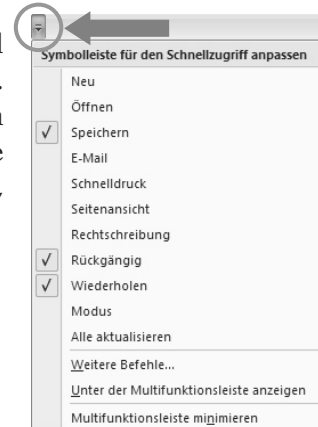 Symbolleiste für den Schnellzugriff anpassen
Neu
Öffnen
Speichern
E-Mail
Schnelldruck
Seitenansicht
Rechtschreibung
Rückgängig
Wiederholen
Modus
Alle aktualisieren
Weitere Befehle...
Unter der Multifunktionsleiste anzeigen
Multifunktionsleiste minimieren